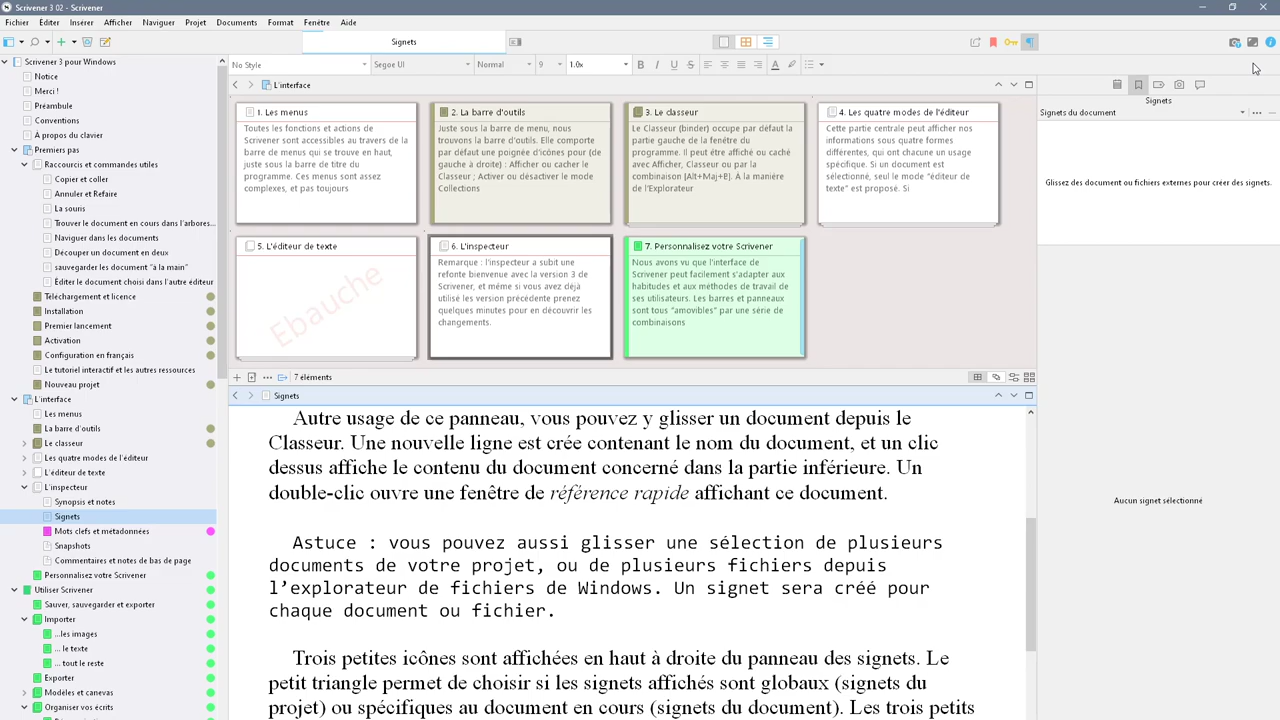 Scrivener 3 02 - Scrivener
Fichier Éditer Insérer Afficher Naviguer Projet Documents Format Fenêtre Aide
Signets
No Style Segoe UI Normal 9 1.0x B I U S A
Scrivener 3 pour Windows
Notice
Merci !
Préambule
Conventions
À propos du clavier
Premiers pas
Raccourcis et commandes utiles
Copier et coller
Annuler et Refaire
La souris
Trouver le document en cours dans l'arbores...
Naviguer dans les documents
Découper un document en deux
sauvegarder les document "à la main"
Éditer le document choisi dans l'autre éditeur
Téléchargement et licence
Installation
Premier lancement
Activation
Configuration en français
Le tutoriel interactif et les autres ressources
Nouveau projet
L'interface
Les menus
La barre d'outils
Le classeur
Les quatre modes de l'éditeur
L'éditeur de texte
L'inspecteur
Synopsis et notes
Signets
Mots clefs et métadonnées
Snapshots
Commentaires et notes de bas de page
Personnalisez votre Scrivener
Utiliser Scrivener
Sauver, sauvegarder et exporter
Importer
...les images
... le texte
... tout le reste
Exporter
Modèles et canevas
Organiser vos écrits
L'interface
1. Les menus
Toutes les fonctions et actions de
Scrivener sont accessibles au travers de la
barre de menus qui se trouve en haut,
juste sous la barre de titre du
programme. Ces menus sont assez
complexes, et pas toujours
2. La barre d'outils
Juste sous la barre de menu, nous
trouvons la barre d'outils. Elle comporte
par défaut une poignée d'icônes pour (de
gauche à droite) : Afficher ou cacher le
Classeur ; Activer ou désactiver le mode
Collections
3. Le classeur
Le Classeur (binder) occupe par défaut la
partie gauche de la fenêtre du
programme. Il peut être affiché ou caché
avec Afficher, Classeur ou par la
combinaison [Alt+Maj+B]. À la manière
de l'Explorateur
4. Les quatre modes de l'éditeur
Cette partie centrale peut afficher nos
informations sous quatre formes
différentes, qui ont chacune un usage
spécifique. Si un document est
sélectionné, seul le mode "éditeur de
texte" est proposé. Si
5. L'éditeur de texte
Ebauche
6. L'inspecteur
Remarque : l'inspecteur a subit une
refonte bienvenue avec la version 3 de
Scrivener, et même si vous avez déjà
utilisé les version précédente prenez
quelques minutes pour en découvrir les
changements.
7. Personnalisez votre Scrivener
Nous avons vu que l'interface de
Scrivener peut facilement s'adapter aux
habitudes et aux méthodes de travail de
ses utilisateurs. Les barres et panneaux
sont tous "amovibles" par une série de
combinaisons
7 éléments
Signets
Autre usage de ce panneau, vous pouvez y glisser un document depuis le
Classeur. Une nouvelle ligne est crée contenant le nom du document, et un clic
dessus affiche le contenu du document concerné dans la partie inférieure. Un
double-clic ouvre une fenêtre de référence rapide affichant ce document.
Astuce : vous pouvez aussi glisser une sélection de plusieurs
documents de votre projet, ou de plusieurs fichiers depuis
l'explorateur de fichiers de Windows. Un signet sera créé pour
chaque document ou fichier.
Trois petites icônes sont affichées en haut à droite du panneau des signets. Le
petit triangle permet de choisir si les signets affichés sont globaux (signets du
projet) ou spécifiques au document en cours (signets du document). Les trois petits
Signets
Signets du document
Glissez des document ou fichiers externes pour créer des signets.
Aucun signet sélectionné